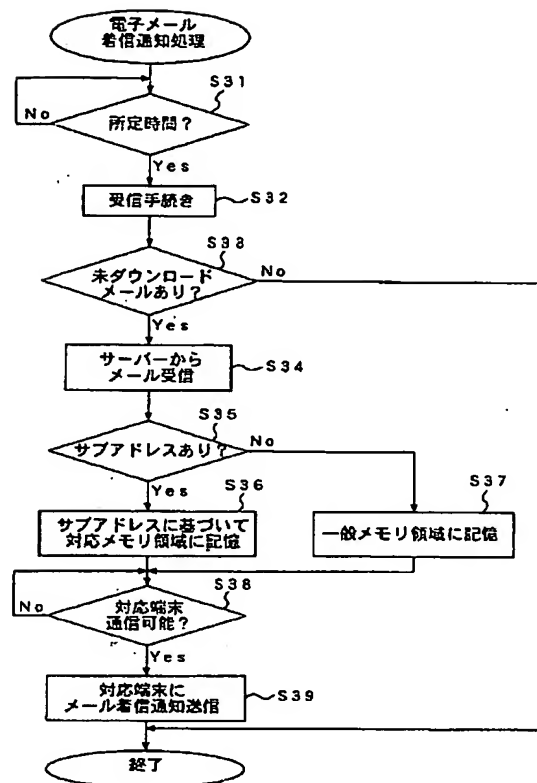 電子メール
着信通知処理
S31
No
所定時間？
Yes
受信手続き
S32
S33
未ダウンロード
メールあり？
No
Yes
サーバーから
メール受信
S34
S35
サブアドレスあり？
No
Yes
S36
サブアドレスに基づいて
対応メモリ領域に記憶
S37
一般メモリ領域に記憶
S38
No
対応端末
通信可能？
Yes
対応端末に
メール着信通知送信
S39
終了